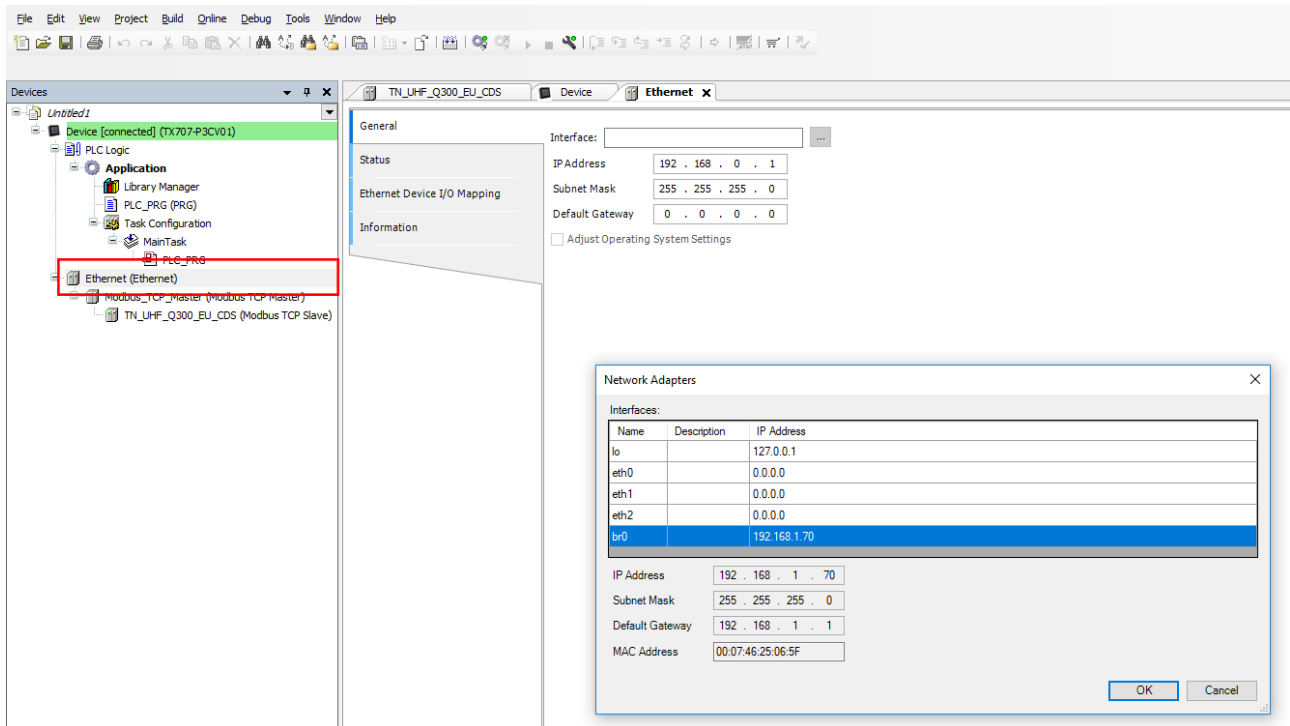 File Edit View Project Build Online Debug Tools Window Help
Devices
Untitled1
Device [connected] (TX707-P3CV01)
PLC Logic
Application
Library Manager
PLC_PRG (PRG)
Task Configuration
MainTask
PLC_PRG
Ethernet (Ethernet)
Modbus_TCP_Master (Modbus TCP Master)
TN_UHF_Q300_EU_CDS (Modbus TCP Slave)
TN_UHF_Q300_EU_CDS Device Ethernet
General
Status
Ethernet Device I/O Mapping
Information
Interface: ...
IPAddress 192 . 168 . 0 . 1
Subnet Mask 255 . 255 . 255 . 0
Default Gateway 0 . 0 . 0 . 0
Adjust Operating System Settings
Network Adapters
Interfaces:
Name Description IP Address
lo 127.0.0.1
eth0 0.0.0.0
eth1 0.0.0.0
eth2 0.0.0.0
br0 192.168.1.70
IP Address 192 . 168 . 1 . 70
Subnet Mask 255 . 255 . 255 . 0
Default Gateway 192 . 168 . 1 . 1
MAC Address 00:07:46:25:06:5F
OK Cancel